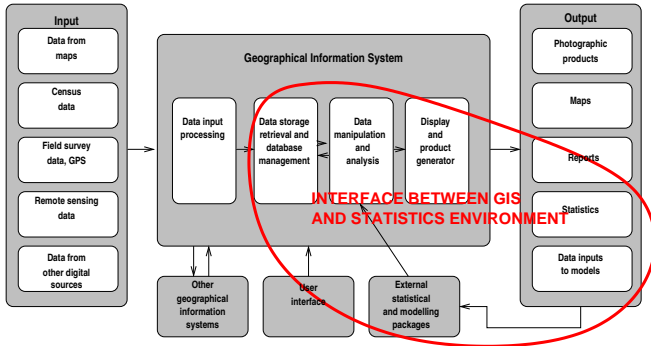 Input
Data from
maps
Census
data
Field survey
data, GPS
Remote sensing
data
Data from
other digital
sources
Geographical Information System
Data input
processing
Data storage
retrieval and
database
management
Data
manipulation
and
analysis
Display
and
product
generator
INTERFACE BETWEEN GIS
AND STATISTICS ENVIRONMENT
Other
geographical
information
systems
User
interface
External
statistical
and modelling
packages
Output
Photographic
products
Maps
Reports
Statistics
Data inputs
to models